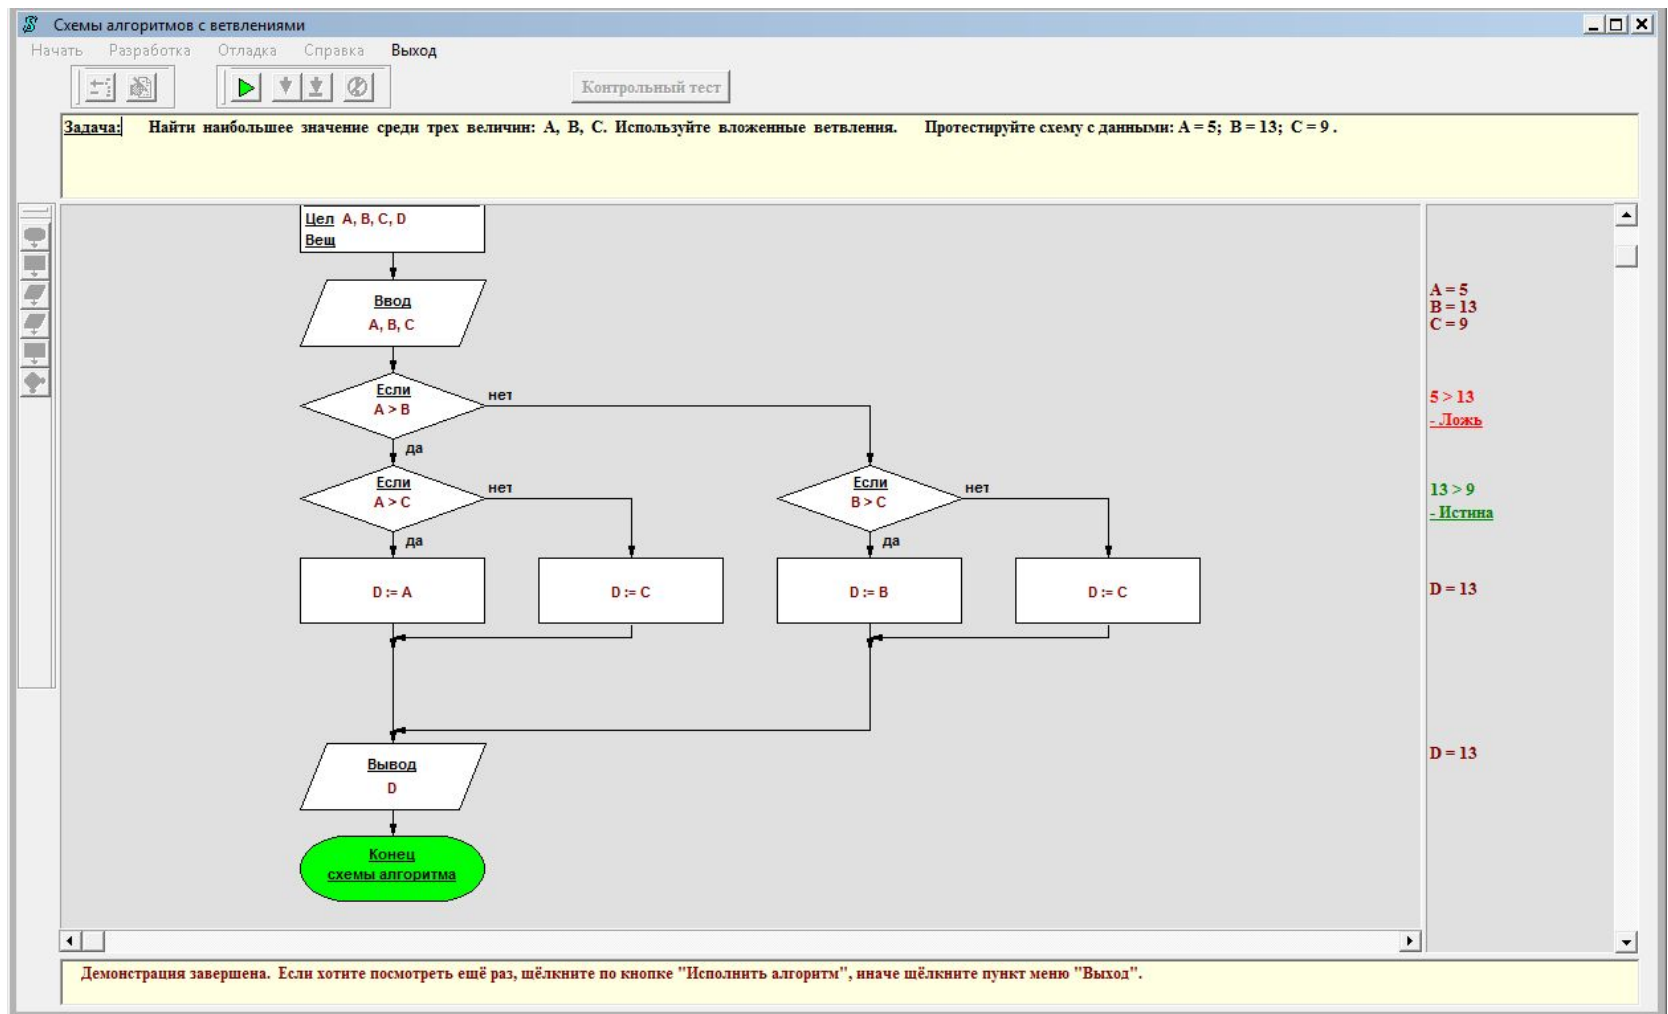 Схемы алгоритмов с ветвлениями
Начать Разработка Отладка Справка Выход
Контрольный тест
Задача: Найти наибольшее значение среди трех величин: A, B, C. Используйте вложенные ветвления. Протестируйте схему с данными: A = 5; B = 13; C = 9 .
Цел A, B, C, D
Вещ
Ввод
A, B, C
A = 5
B = 13
C = 9
Если
A > B
нет
да
5 > 13
- Ложь
Если
A > C
нет
да
Если
B > C
нет
да
13 > 9
- Истина
D := A
D := C
D := B
D := C
D = 13
Вывод
D
D = 13
Конец
схемы алгоритма
Демонстрация завершена. Если хотите посмотреть ешё раз, шёлкните по кнопке "Исполнить алгоритм", иначе шёлкните пункт меню "Выход".